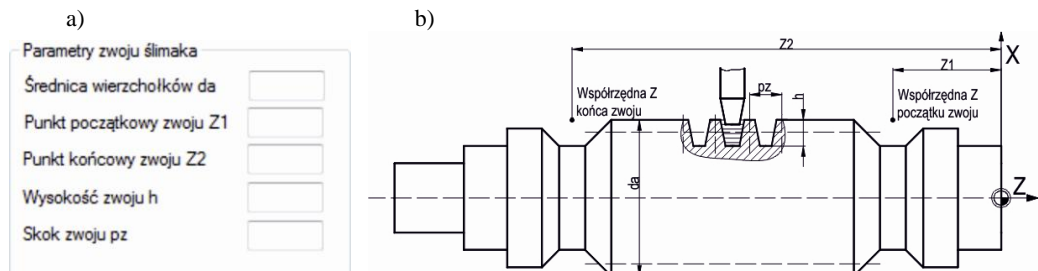 a)
b)
Parametry zwoju ślimaka
Średnica wierzchołków da
Punkt początkowy zwoju Z1
Punkt końcowy zwoju Z2
Wysokość zwoju h
Skok zwoju pz
Z2
X
Z1
Współrzędna Z
końca zwoju
pz
h
Współrzędna Z
początku zwoju
da
Z